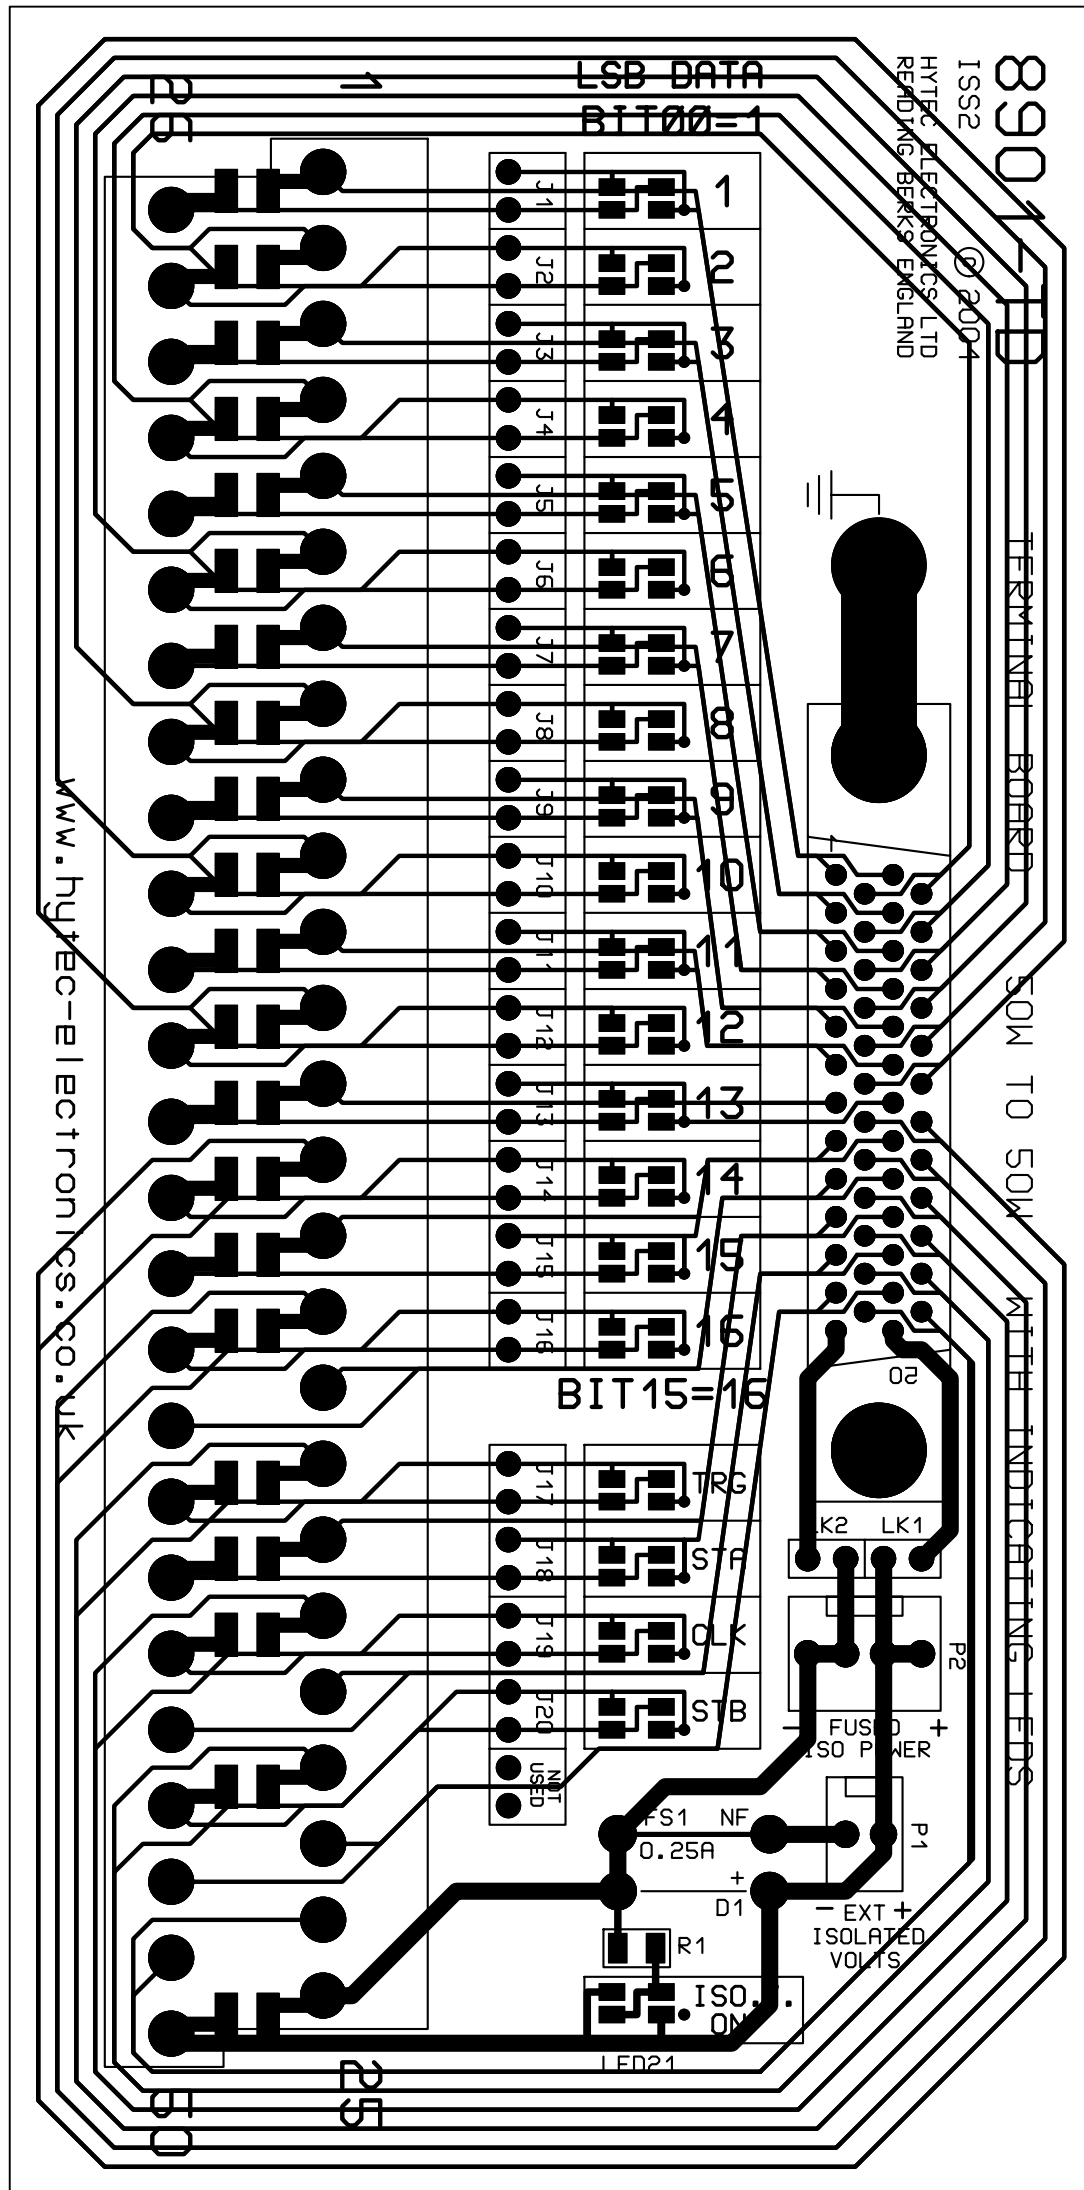 8901-TB
ISS2 © 2001
HYTEC ELECTRONICS LTD
READING BERKS ENGLAND
TERMINAL BOARD 50W TO 50W WITH INDICATING LEDS
www.hytec-electronics.co.uk
26
1
LSB DATA
BIT00=1
J1 1
J2 2
J3 3
J4 4
J5 5
J6 6
J7 7
J8 8
J9 9
1
J10 10
J11 11
J12 12
J13 13
J14 14
J15 15
J16 16
50
BIT15=16
J17 TRG
LK2 LK1
J18 STA
J19 CLK
P2
J20 STB
- FUSED +
ISO POWER
NOT
USED
FS1 NF
0.25A
P1
+
D1
- EXT +
ISOLATED
VOLTS
R1
ISO.V.
ON
LED21
25
50